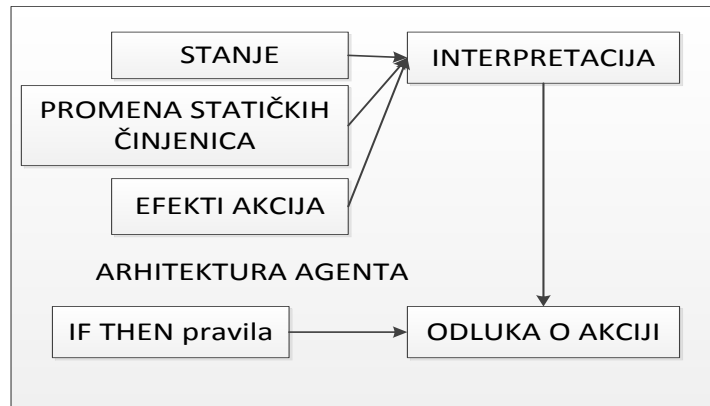 STANJE
INTERPRETACIJA
PROMENA STATIČKIH
ČINJENICA
EFEKTI AKCIJA
ARHITEKTURA AGENTA
IF THEN pravila
ODLUKA O AKCIJI